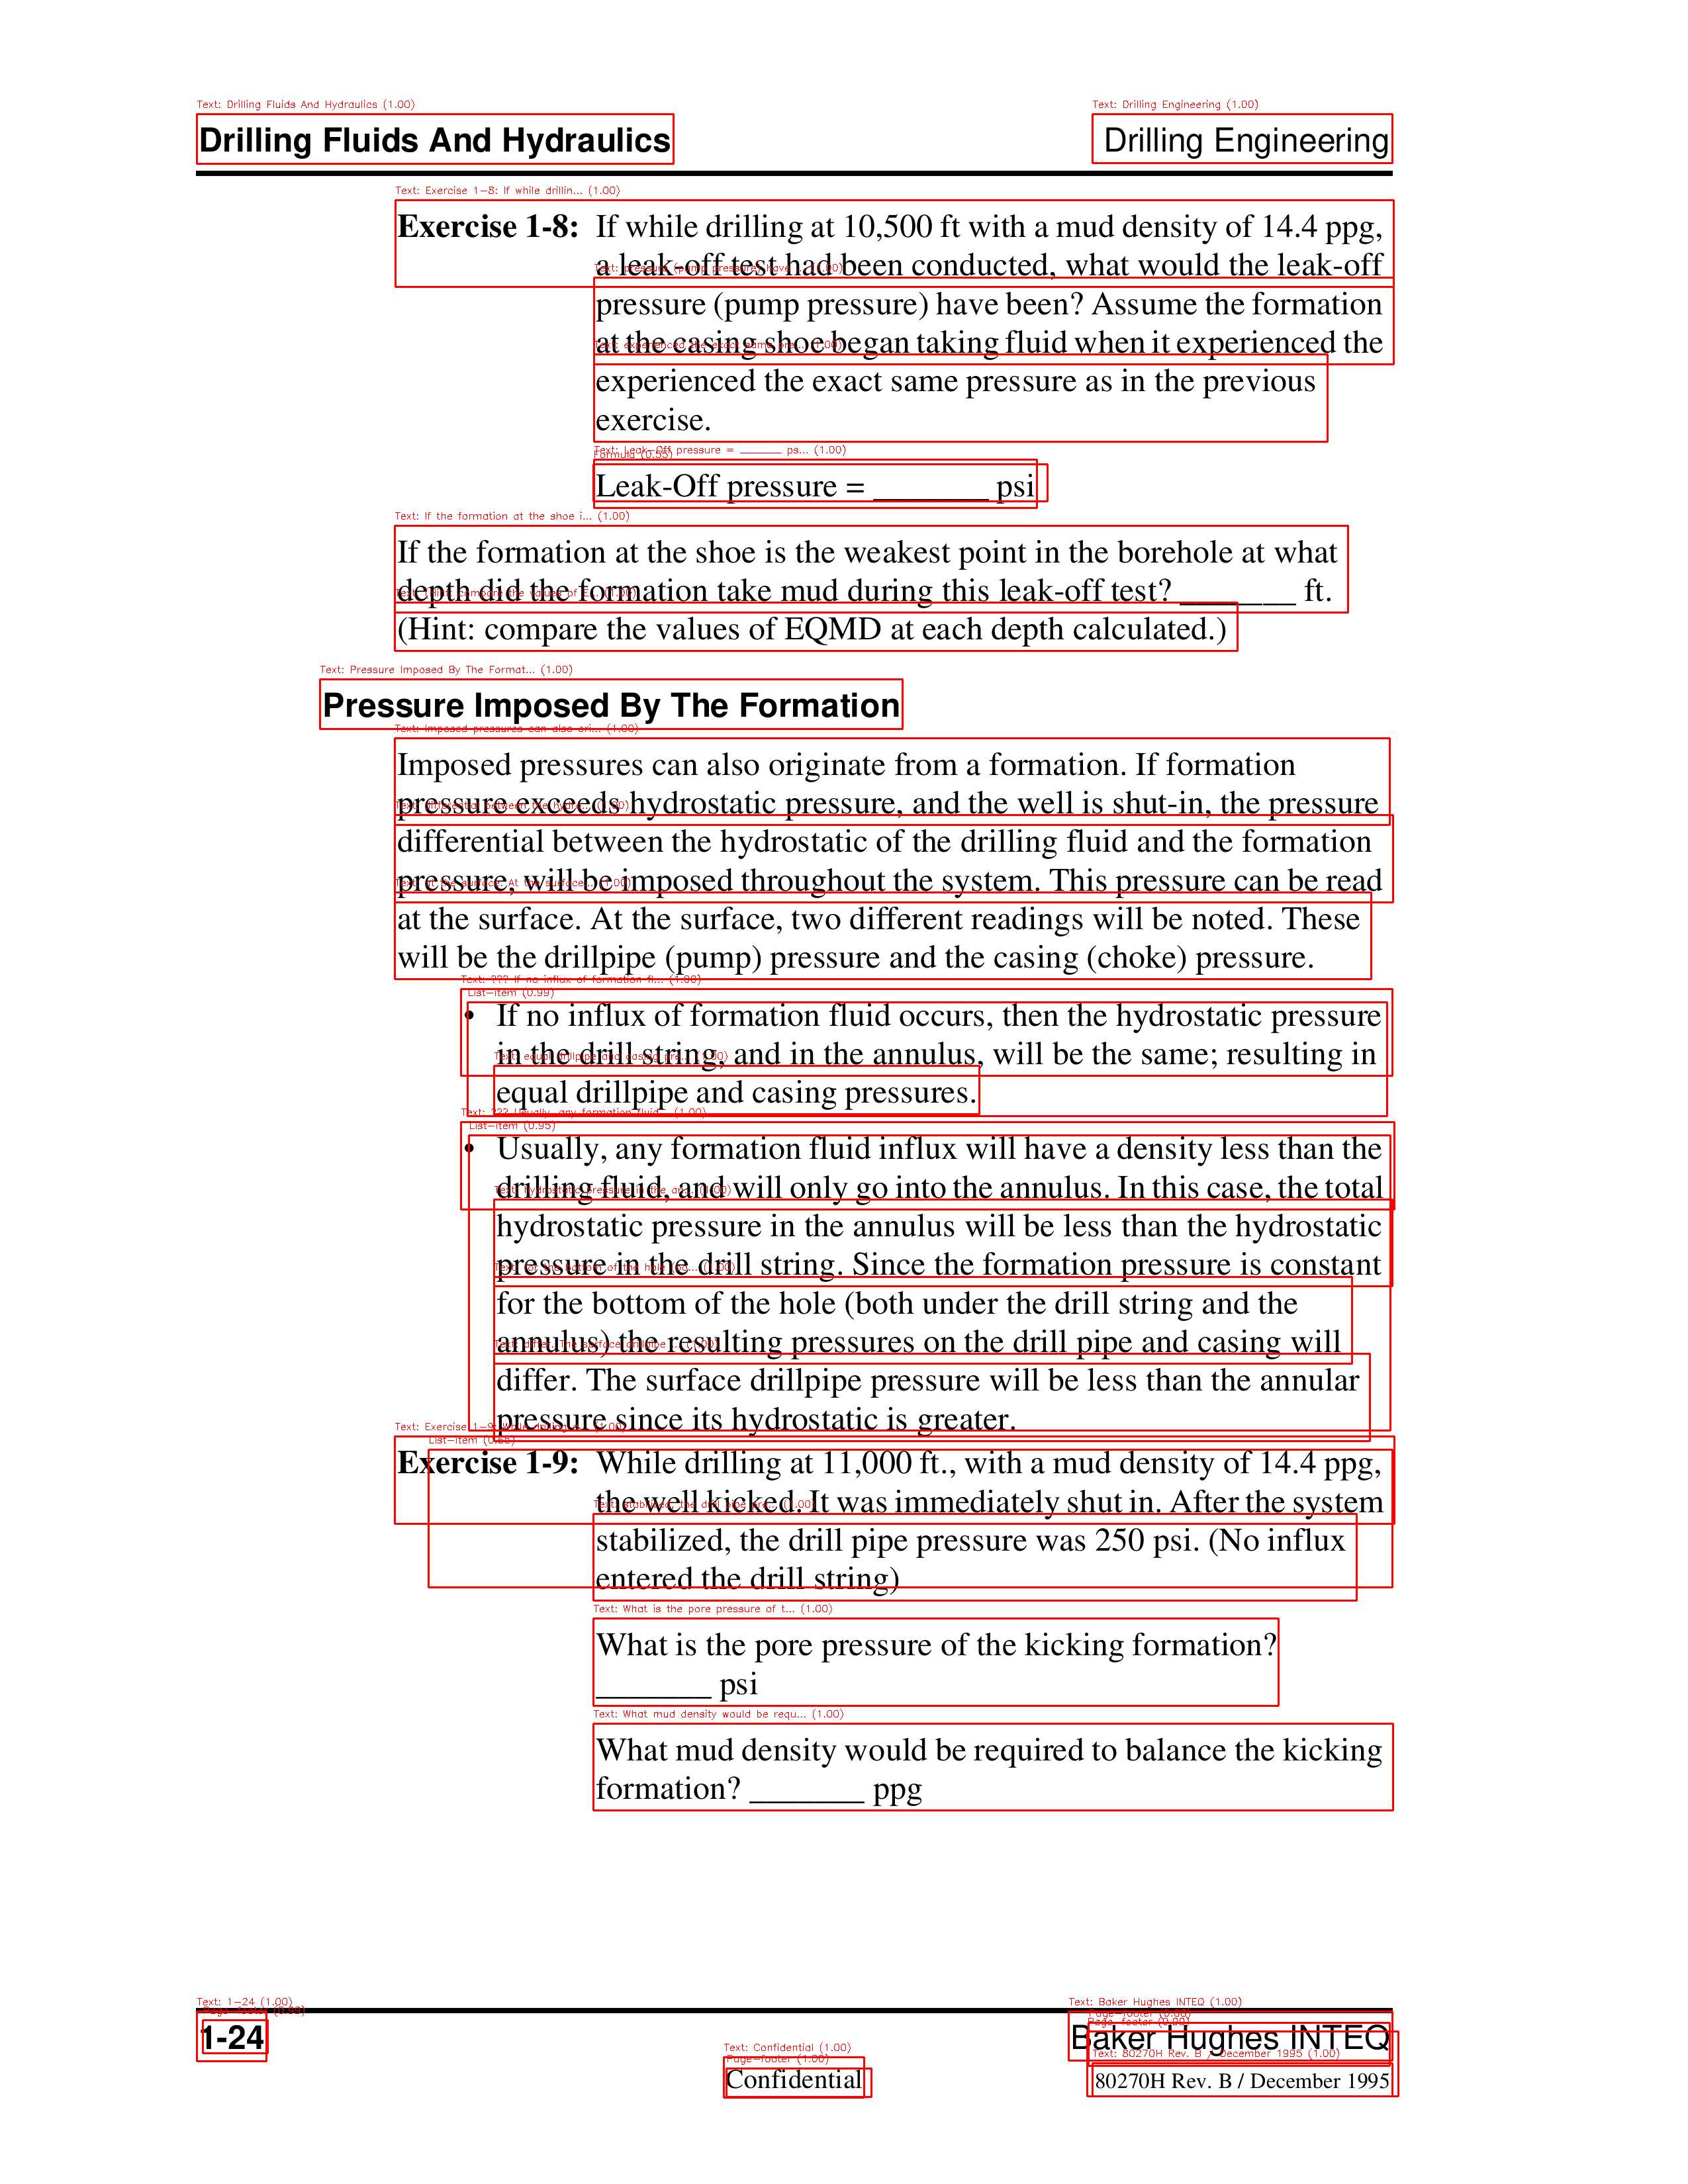 Drilling Fluids And Hydraulics Drilling Engineering
Exercise 1-8: If while drilling at 10,500 ft with a mud density of 14.4 ppg,
a leak-off test had been conducted, what would the leak-off
pressure (pump pressure) have been? Assume the formation
at the casing shoe began taking fluid when it experienced the
experienced the exact same pressure as in the previous
exercise.
Leak-Off pressure = _______ psi
If the formation at the shoe is the weakest point in the borehole at what
depth did the formation take mud during this leak-off test? _______ ft.
(Hint: compare the values of EQMD at each depth calculated.)
Pressure Imposed By The Formation
Imposed pressures can also originate from a formation. If formation
pressure exceeds hydrostatic pressure, and the well is shut-in, the pressure
differential between the hydrostatic of the drilling fluid and the formation
pressure, will be imposed throughout the system. This pressure can be read
at the surface. At the surface, two different readings will be noted. These
will be the drillpipe (pump) pressure and the casing (choke) pressure.
• If no influx of formation fluid occurs, then the hydrostatic pressure
in the drill string, and in the annulus, will be the same; resulting in
equal drillpipe and casing pressures.
• Usually, any formation fluid influx will have a density less than the
drilling fluid, and will only go into the annulus. In this case, the total
hydrostatic pressure in the annulus will be less than the hydrostatic
pressure in the drill string. Since the formation pressure is constant
for the bottom of the hole (both under the drill string and the
annulus) the resulting pressures on the drill pipe and casing will
differ. The surface drillpipe pressure will be less than the annular
pressure since its hydrostatic is greater.
Exercise 1-9: While drilling at 11,000 ft., with a mud density of 14.4 ppg,
the well kicked. It was immediately shut in. After the system
stabilized, the drill pipe pressure was 250 psi. (No influx
entered the drill string)
What is the pore pressure of the kicking formation?
_______ psi
What mud density would be required to balance the kicking
formation? _______ ppg
1-24 Baker Hughes INTEQ
Confidential 80270H Rev. B / December 1995